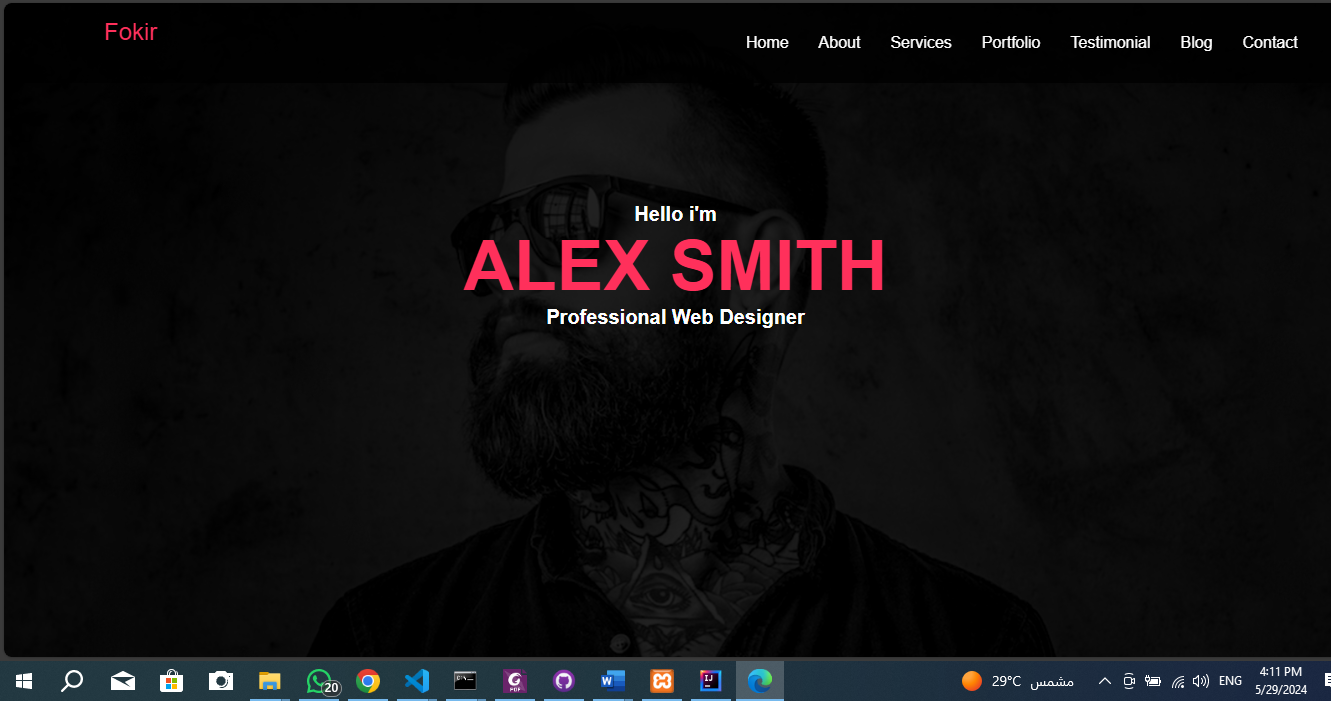 Fokir
Home About Services Portfolio Testimonial Blog Contact
Hello i'm
ALEX SMITH
Professional Web Designer
20
29°C مشمس
ENG
4:11 PM
5/29/2024